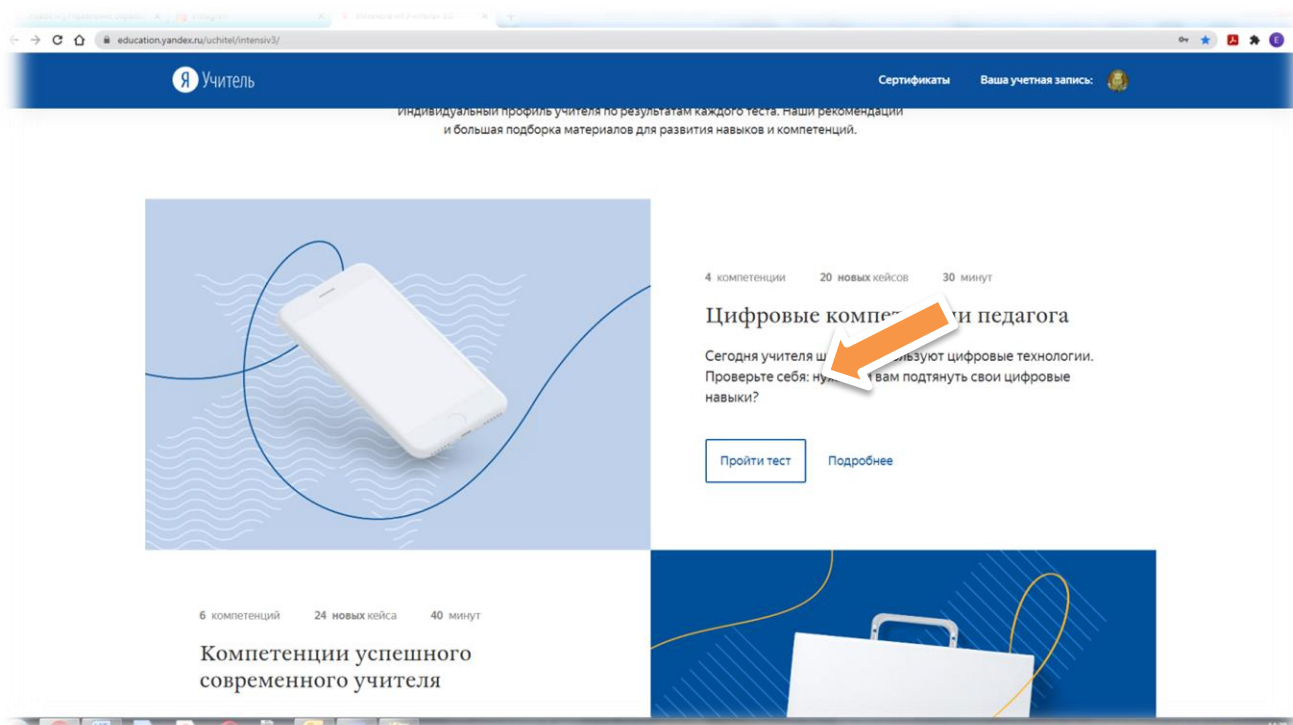 education.yandex.ru/uchitel/intensiv3/
Я Учитель
Сертификаты
Ваша учетная запись:
Индивидуальный профиль учителя по результатам каждого теста. Наши рекомендации
и большая подборка материалов для развития навыков и компетенций.
4 компетенции 20 новых кейсов 30 минут
Цифровые педагога
Сегодня учителя цифровые технологии.
Проверьте себя: вам подтянуть свои цифровые
навыки?
Пройти тест
Подробнее
6 компетенций 24 новых кейса 40 минут
Компетенции успешного
современного учителя